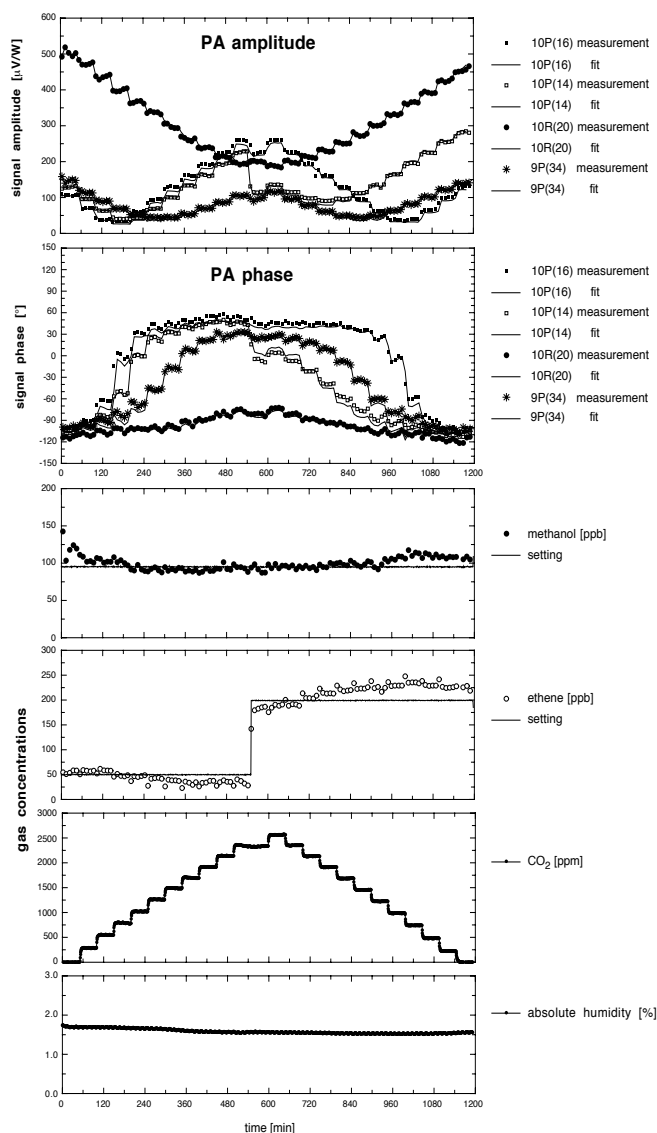 PA amplitude
signal amplitude [μV/W]
600
500
400
300
200
100
0
10P(16) measurement
10P(16) fit
10P(14) measurement
10P(14) fit
10R(20) measurement
10R(20) fit
9P(34) measurement
9P(34) fit
PA phase
signal phase [°]
150
120
90
60
30
0
-30
-60
-90
-120
-150
0 120 240 360 480 600 720 840 960 1080 1200
10P(16) measurement
10P(16) fit
10P(14) measurement
10P(14) fit
10R(20) measurement
10R(20) fit
9P(34) measurement
9P(34) fit
gas concentrations
200
150
100
50
0
methanol [ppb]
setting
300
250
200
150
100
50
0
ethene [ppb]
setting
3000
2500
2000
1500
1000
500
0
CO2 [ppm]
3.0
2.0
1.0
0.0
absolute humidity [%]
0 120 240 360 480 600 720 840 960 1080 1200
time [min]